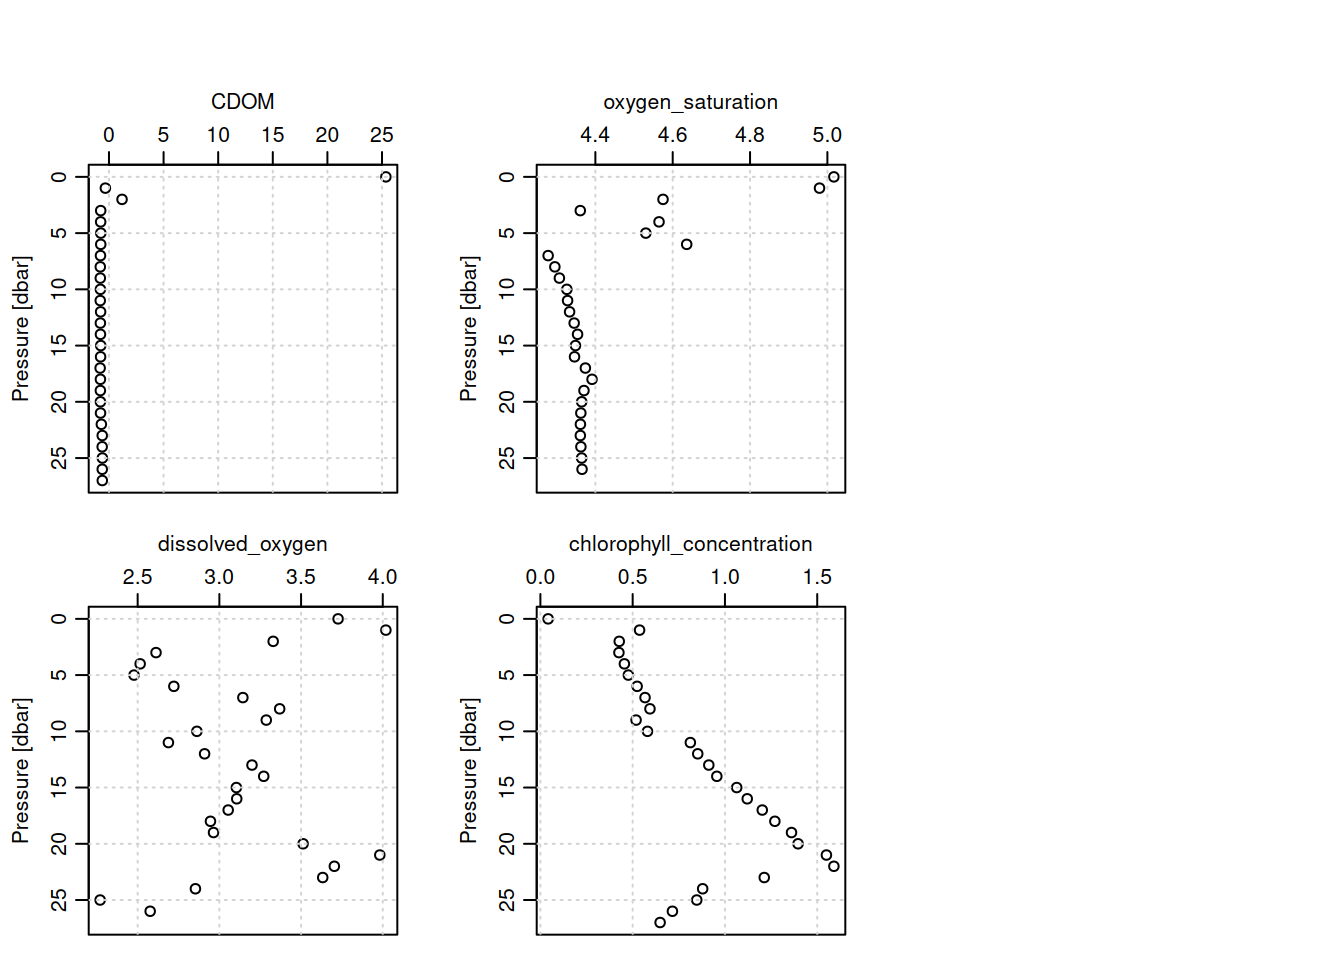 CDOM
0 5 10 15 20 25
Pressure [dbar]
0 5 10 15 20 25
oxygen_saturation
4.4 4.6 4.8 5.0
Pressure [dbar]
0 5 10 15 20 25
dissolved_oxygen
2.5 3.0 3.5 4.0
Pressure [dbar]
0 5 10 15 20 25
chlorophyll_concentration
0.0 0.5 1.0 1.5
Pressure [dbar]
0 5 10 15 20 25